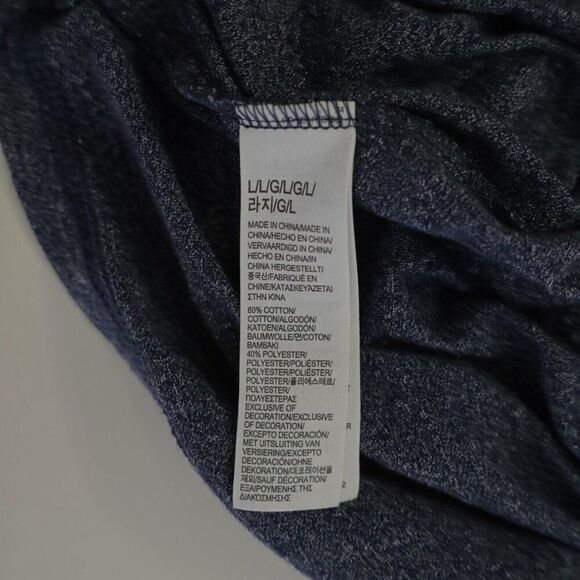 L/L/G/L/G/L/
라지/G/L
MADE IN CHINA/MADE IN
CHINA/HECHO EN CHINA/
VERVAARDIGD IN CHINA/
HECHO EN CHINA/IN
CHINA HERGESTELLT/
중국산/FABRIQUÉ EN
CHINE/ΚΑΤΑΣΚΕΥΑΖΕΤΑΙ
ΣΤΗΝ ΚΙΝΑ
60% COTTON/
COTTON/ALGODÓN/
KATOEN/ALGODÓN/
BAUMWOLLE/면/COTON/
ΒΑΜΒΑΚΙ
40% POLYESTER/
POLYESTER/POLIÉSTER/
POLYESTER/POLIÉSTER/
POLYESTER/폴리에스테르/
POLYESTER/
ΠΟΛΥΕΣΤΕΡΑΣ
EXCLUSIVE OF
DECORATION/EXCLUSIVE
OF DECORATION/
EXCEPTO DECORACIÓN/
MET UITSLUITING VAN
VERSIERING/EXCEPTO
DECORACIÓN/OHNE
DEKORATION/데코레이션을
제외/SAUF DÉCORATION/
ΕΞΑΙΡΟΥΜΕΝΗΣ ΤΗΣ
ΔΙΑΚΟΣΜΗΣΗΣ
R